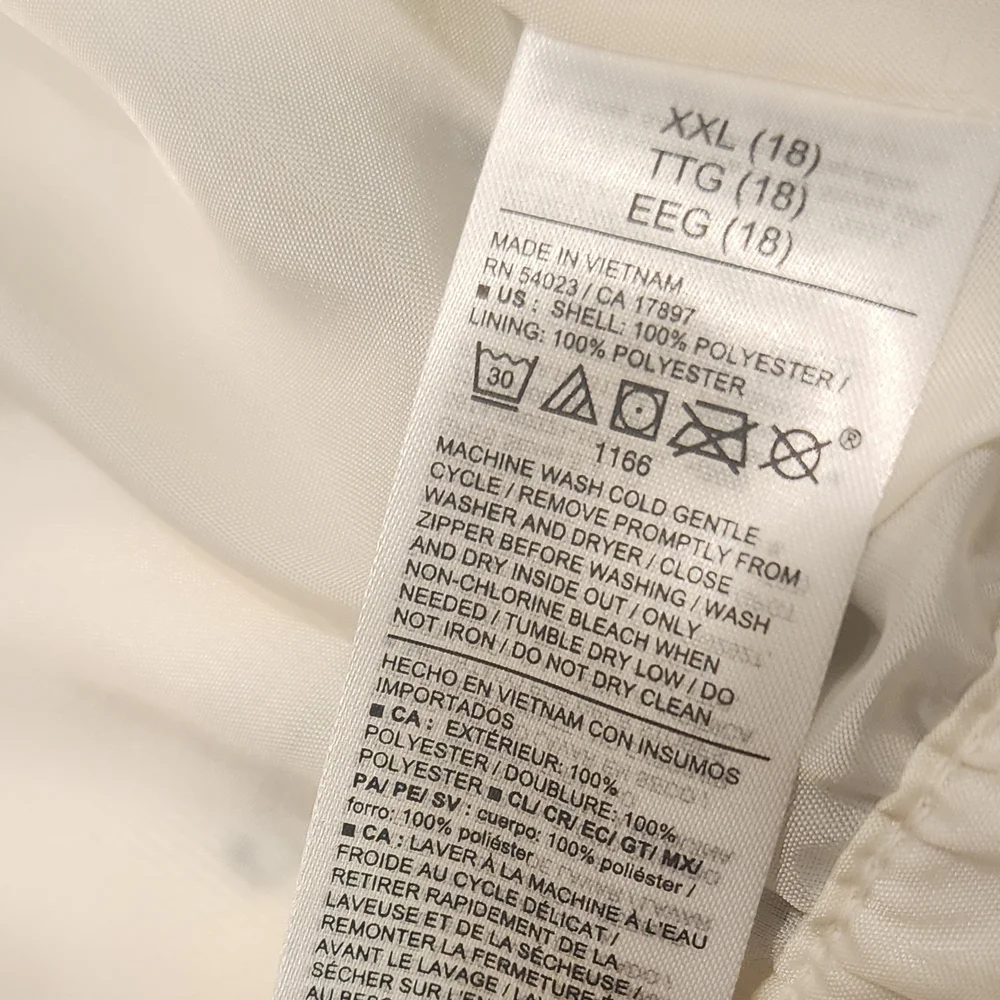 XXL (18)
TTG (18)
EEG (18)
MADE IN VIETNAM
RN 54023 / CA 17897
■ US : SHELL: 100% POLYESTER /
LINING: 100% POLYESTER
30 ®
1166
MACHINE WASH COLD GENTLE
CYCLE / REMOVE PROMPTLY FROM
WASHER AND DRYER / CLOSE
ZIPPER BEFORE WASHING / WASH
AND DRY INSIDE OUT / ONLY
NON-CHLORINE BLEACH WHEN
NEEDED / TUMBLE DRY LOW / DO
NOT IRON / DO NOT DRY CLEAN
HECHO EN VIETNAM CON INSUMOS
IMPORTADOS
■ CA : EXTÉRIEUR: 100%
POLYESTER / DOUBLURE: 100%
POLYESTER ■ CL/ CR/ EC/ GT/ MX/
PA/ PE/ SV : cuerpo: 100% poliéster /
forro: 100% poliéster
■ CA : LAVER À LA MACHINE À L'EAU
FROIDE AU CYCLE DÉLICAT /
RETIRER RAPIDEMENT DE LA
LAVEUSE ET DE LA SÉCHEUSE /
REMONTER LA FERMETURE
AVANT LE LAVAGE /
SÉCHER SUR